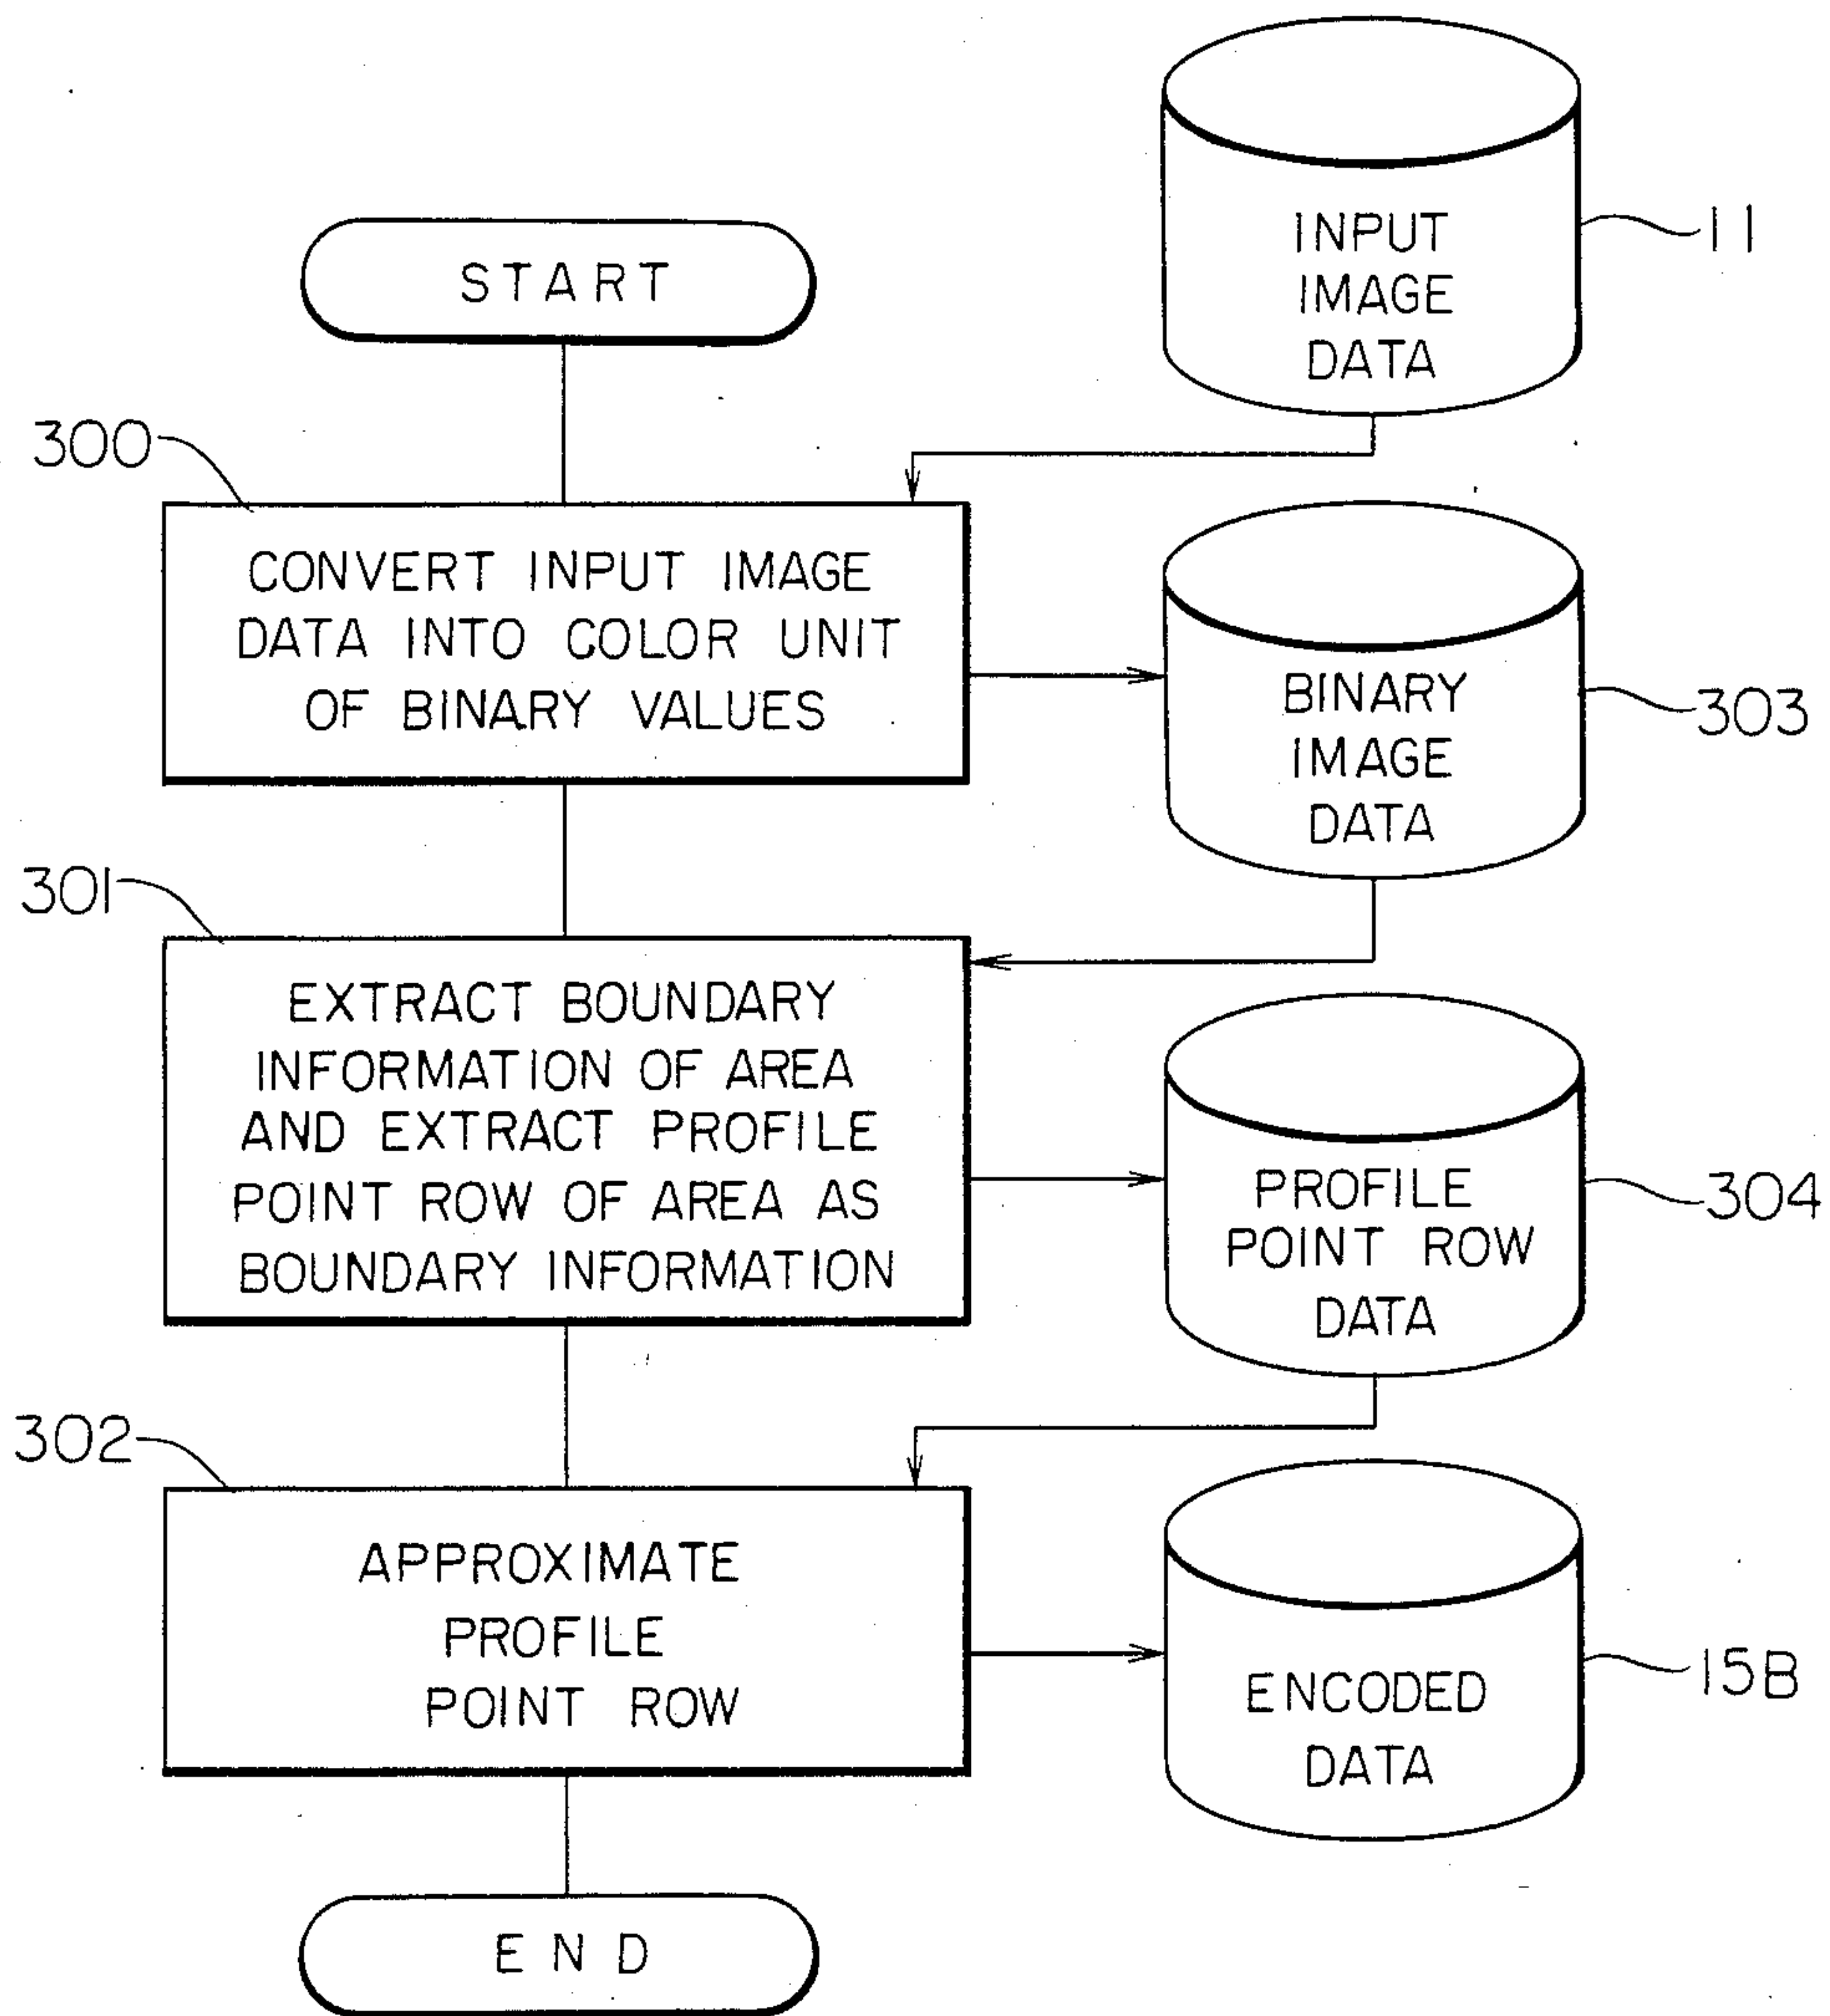 INPUT
IMAGE
DATA
11
START
300
CONVERT INPUT IMAGE
DATA INTO COLOR UNIT
OF BINARY VALUES
BINARY
IMAGE
DATA
303
301
EXTRACT BOUNDARY
INFORMATION OF AREA
AND EXTRACT PROFILE
POINT ROW OF AREA AS
BOUNDARY INFORMATION
PROFILE
POINT ROW
DATA
304
302
APPROXIMATE
PROFILE
POINT ROW
ENCODED
DATA
15B
END